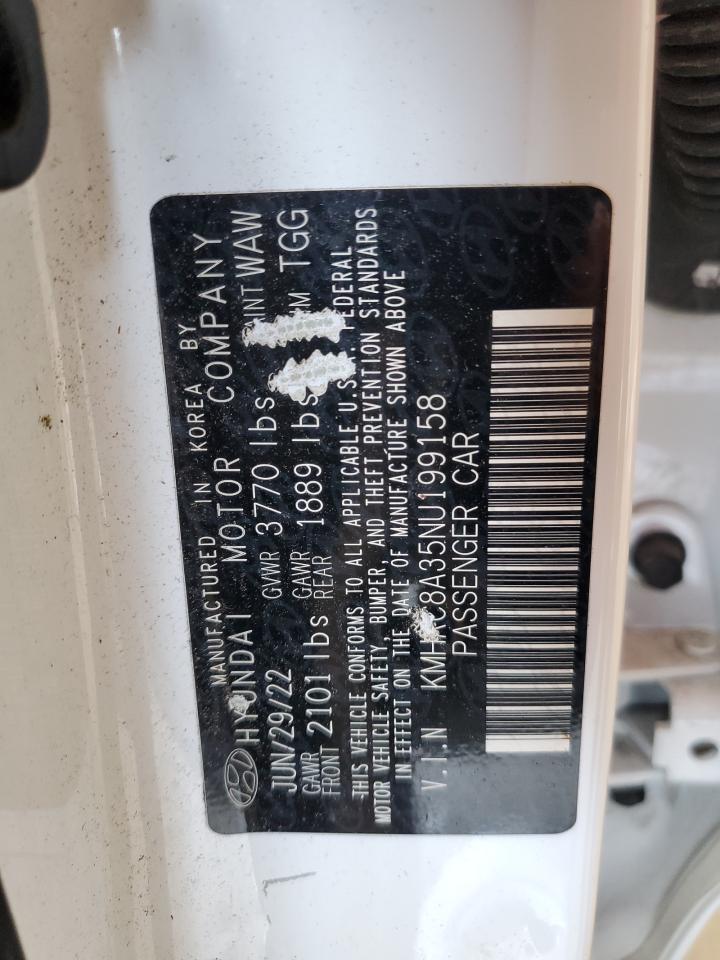 MANUFACTURED IN KOREA BY
HYUNDAI MOTOR COMPANY
JUN/29/22 GVWR 3770 lbs WAW
GAWR FRONT 2101 lbs GAWR REAR 1889 lbs TGG
THIS VEHICLE CONFORMS TO ALL APPLICABLE U.S.A. FEDERAL
MOTOR VEHICLE SAFETY, BUMPER, AND THEFT PREVENTION STANDARDS
IN EFFECT ON THE DATE OF MANUFACTURE SHOWN ABOVE
V.I.N KMHRC8A35NU199158
PASSENGER CAR